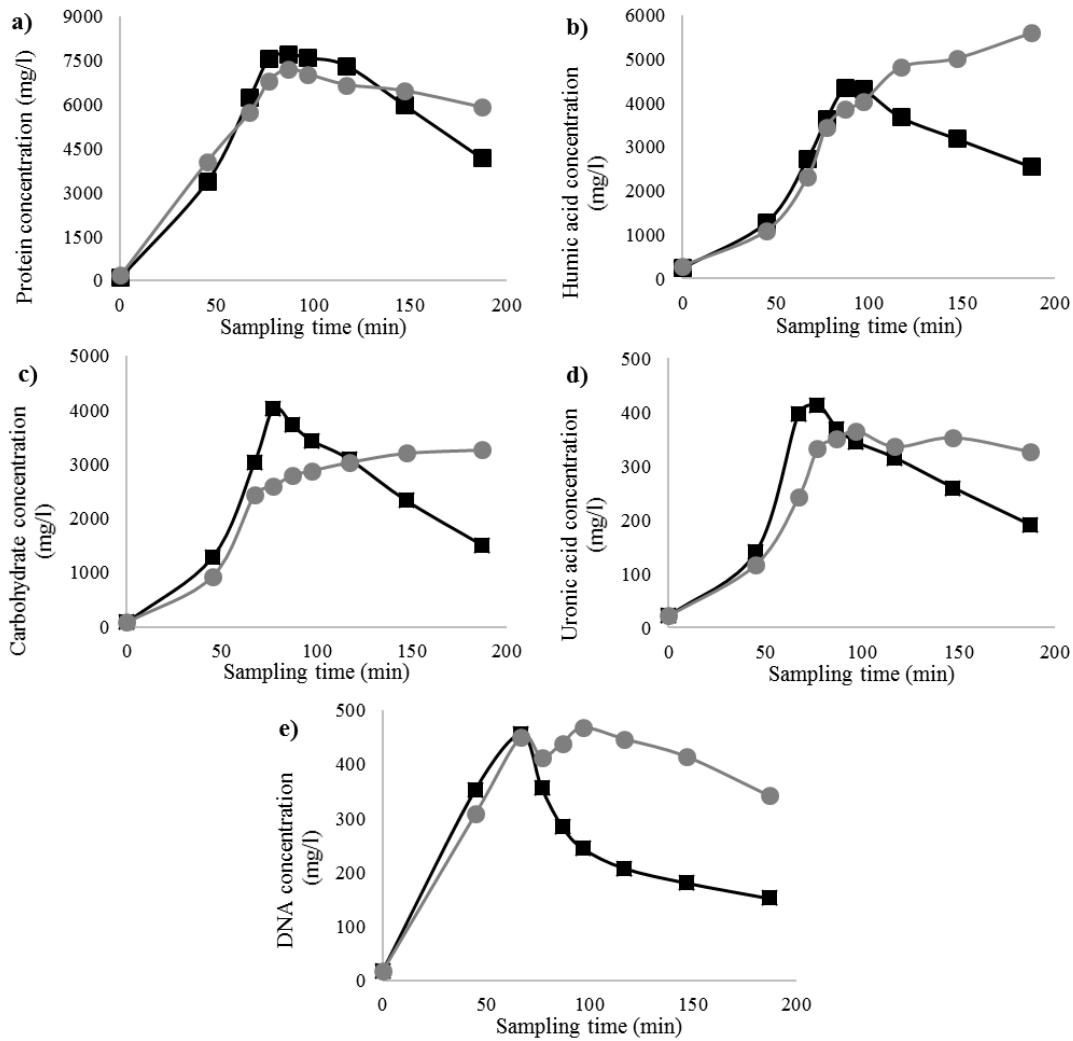 a)
Protein concentration (mg/l)
9000
7500
6000
4500
3000
1500
0
0 50 100 150 200
Sampling time (min)
b)
Humic acid concentration
(mg/l)
6000
5000
4000
3000
2000
1000
0
0 50 100 150 200
Sampling time (min)
c)
Carbohydrate concentration
(mg/l)
5000
4000
3000
2000
1000
0
0 50 100 150 200
Sampling time (min)
d)
Uronic acid concentration
(mg/l)
500
400
300
200
100
0
0 50 100 150 200
Sampling time (min)
e)
DNA concentration
(mg/l)
500
400
300
200
100
0
0 50 100 150 200
Sampling time (min)